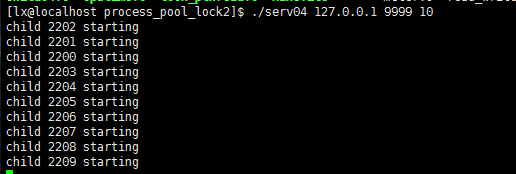 [lx@localhost process_pool_lock2]$ ./serv04 127.0.0.1 9999 10
child 2202 starting
child 2201 starting
child 2200 starting
child 2203 starting
child 2204 starting
child 2205 starting
child 2206 starting
child 2207 starting
child 2208 starting
child 2209 starting